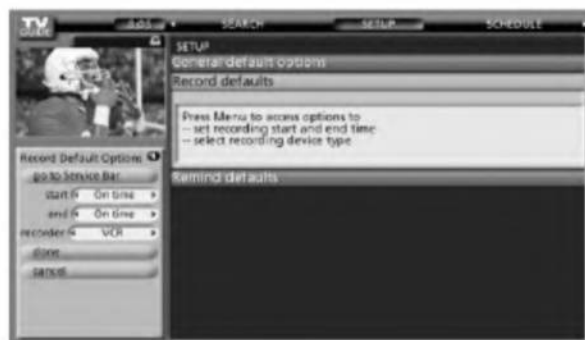 TV GUIDE
SEARCH SETUP SCHEDULE
SETUP
General default options
Record defaults
Press Menu to access options to
-- set recording start and end time
-- select recording device type
Remind defaults
Record Default Options
go to Service Bar
start On time
end On time
recorder VCR
done
cancel